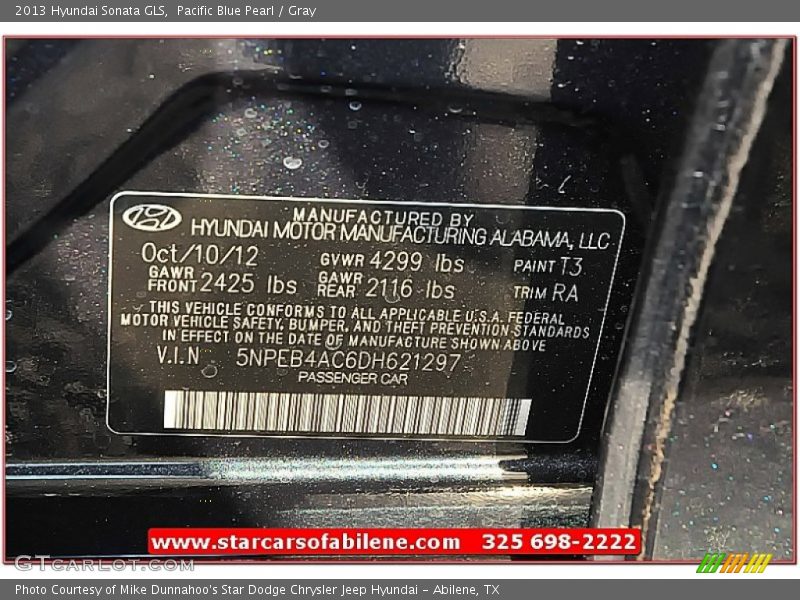 2013 Hyundai Sonata GLS,  Pacific Blue Pearl / Gray
MANUFACTURED BY
HYUNDAI MOTOR MANUFACTURING ALABAMA, LLC
Oct/10/12 GVWR 4299 lbs PAINT T3
GAWR FRONT 2425 lbs GAWR REAR 2116 lbs TRIM RA
THIS VEHICLE CONFORMS TO ALL APPLICABLE U.S.A. FEDERAL
MOTOR VEHICLE SAFETY, BUMPER, AND THEFT PREVENTION STANDARDS
IN EFFECT ON THE DATE OF MANUFACTURE SHOWN ABOVE
V.I.N 5NPEB4AC6DH621297
PASSENGER CAR
www.starcarsofabilene.com 325 698-2222
GTCARLOT.COM
Photo Courtesy of Mike Dunnahoo's Star Dodge Chrysler Jeep Hyundai - Abilene, TX